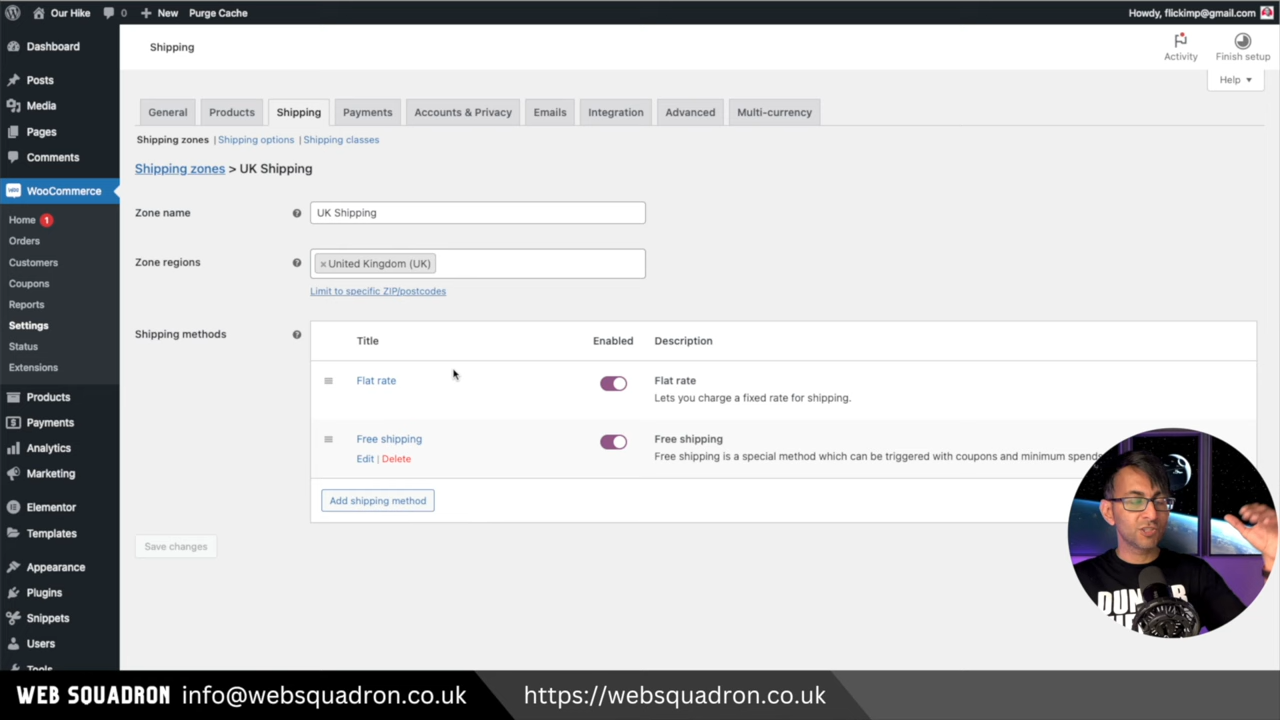 Our Hike 0 New Purge Cache Howdy, flickimp@gmail.com
Dashboard
Posts
Media
Pages
Comments
WooCommerce
Home 1
Orders
Customers
Coupons
Reports
Settings
Status
Extensions
Products
Payments
Analytics
Marketing
Elementor
Templates
Appearance
Plugins
Snippets
Users
Tools
Shipping
Activity
Finish setup
Help
General Products Shipping Payments Accounts & Privacy Emails Integration Advanced Multi-currency
Shipping zones | Shipping options | Shipping classes
Shipping zones > UK Shipping
Zone name
UK Shipping
Zone regions
×United Kingdom (UK)
Limit to specific ZIP/postcodes
Shipping methods
Title Enabled Description
Flat rate Flat rate
Lets you charge a fixed rate for shipping.
Free shipping Free shipping
Edit | Delete Free shipping is a special method which can be triggered with coupons and minimum spends
Add shipping method
Save changes
WEB SQUADRON info@websquadron.co.uk https://websquadron.co.uk